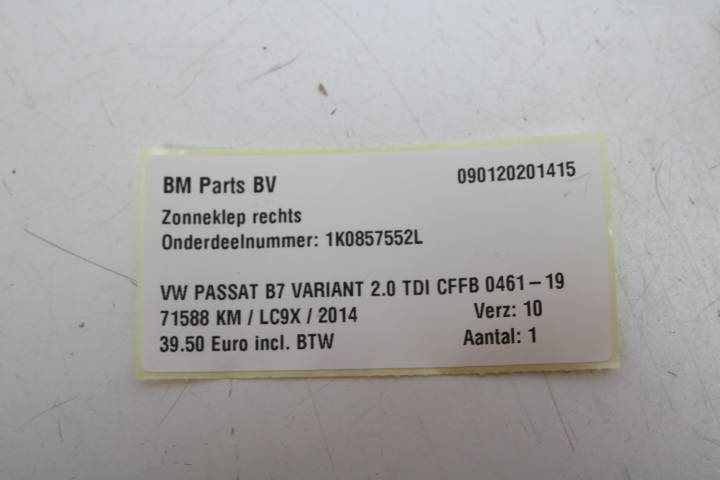 BM Parts BV 090120201415
Zonneklep rechts
Onderdeelnummer: 1K0857552L
VW PASSAT B7 VARIANT 2.0 TDI CFFB 0461-19
71588 KM / LC9X / 2014 Verz: 10
39.50 Euro incl. BTW Aantal: 1